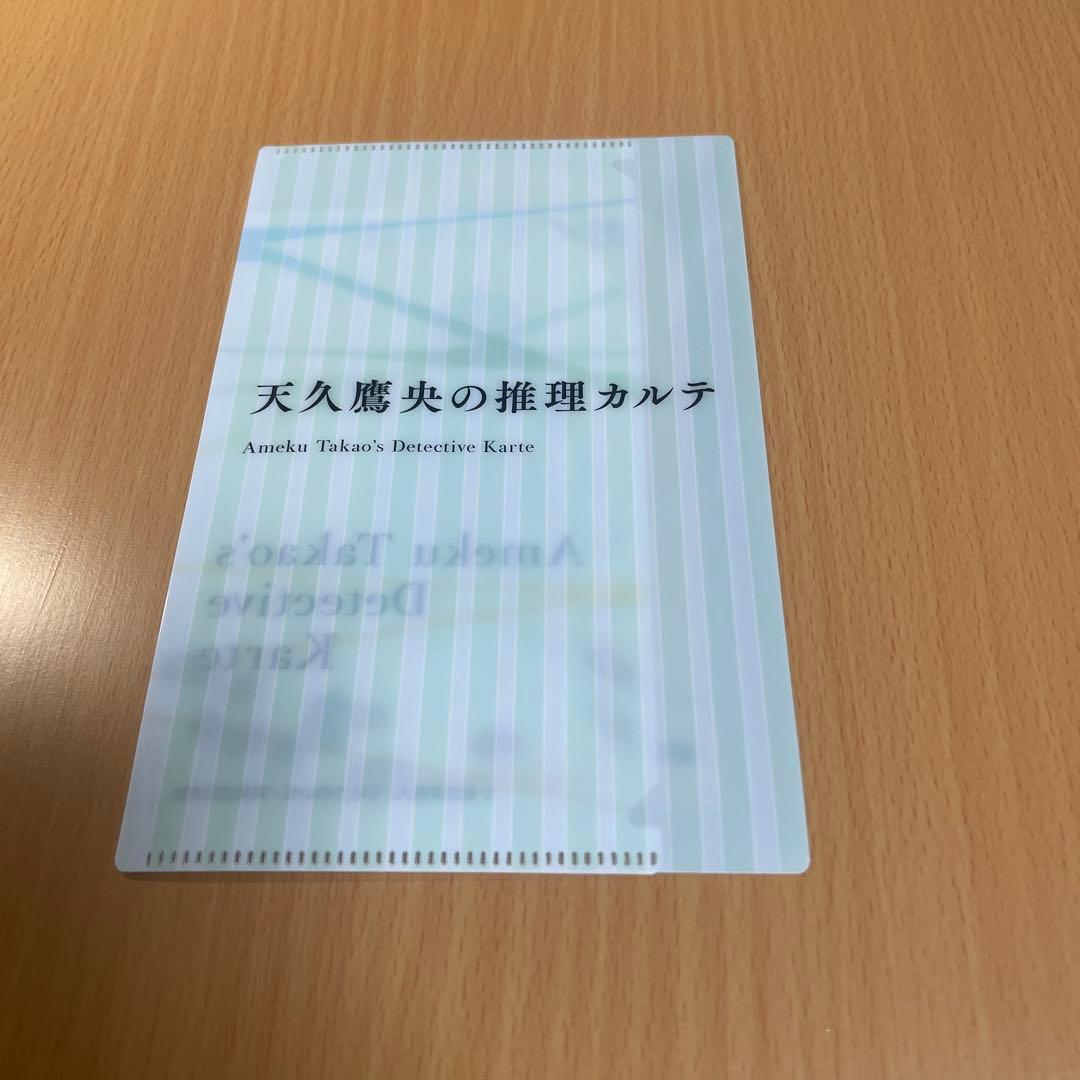 天久鷹央の推理カルテ
Ameku Takao's Detective Karte
Ameku Takao's
Detective
Karte